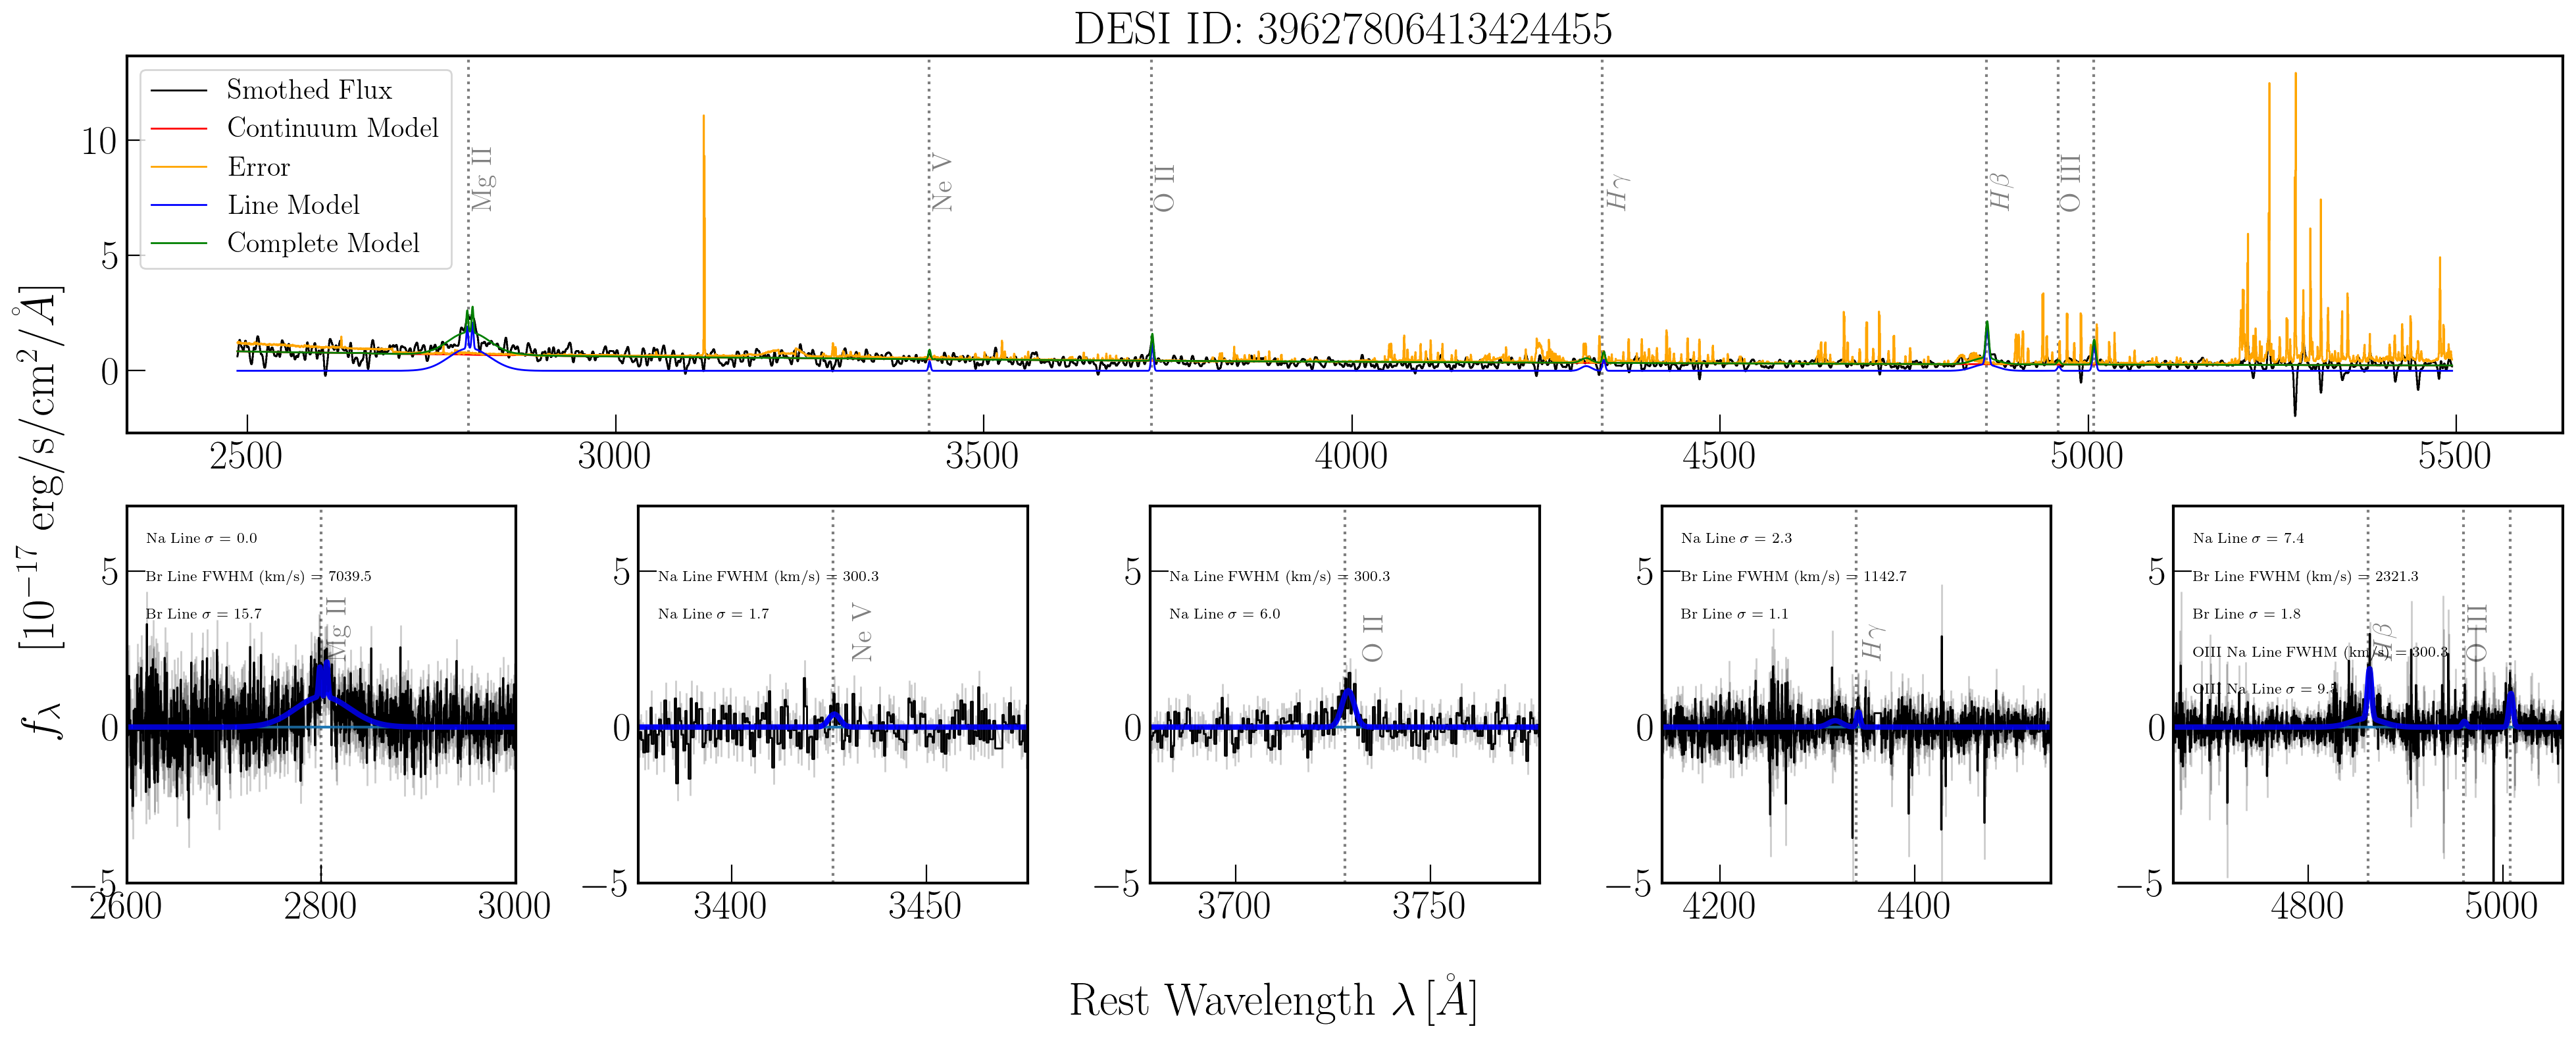 DESI ID: 39627806413424455
Smothed Flux
Continuum Model
Error
Line Model
Complete Model
Mg II
Ne V
O II
Hγ
Hβ
O III
10
5
0
2500 3000 3500 4000 4500 5000 5500
f_λ [10^−17 erg/s/cm^2/Å]
Na Line σ = 0.0
Br Line FWHM (km/s) = 7039.5
Br Line σ = 15.7
Mg II
5
0
−5
2600 2800 3000
Na Line FWHM (km/s) = 300.3
Na Line σ = 1.7
Ne V
5
0
−5
3400 3450
Na Line FWHM (km/s) = 300.3
Na Line σ = 6.0
O II
5
0
−5
3700 3750
Na Line σ = 2.3
Br Line FWHM (km/s) = 1142.7
Br Line σ = 1.1
Hγ
5
0
−5
4200 4400
Na Line σ = 7.4
Br Line FWHM (km/s) = 2321.3
Br Line σ = 1.8
OIII Na Line FWHM (km/s) = 300.3
OIII Na Line σ =
Hβ
O III
5
0
−5
4800 5000
Rest Wavelength λ [Å]